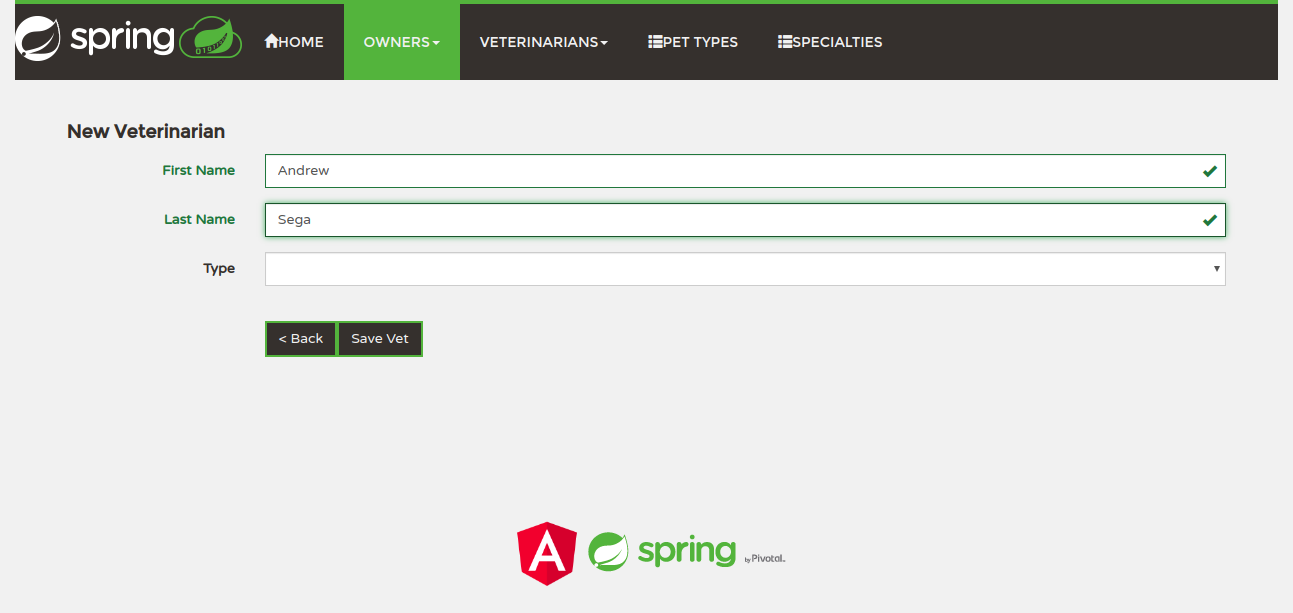 spring HOME OWNERS VETERINARIANS PET TYPES SPECIALTIES
New Veterinarian
First Name Andrew
Last Name Sega
Type
< Back Save Vet
A spring by Pivotal